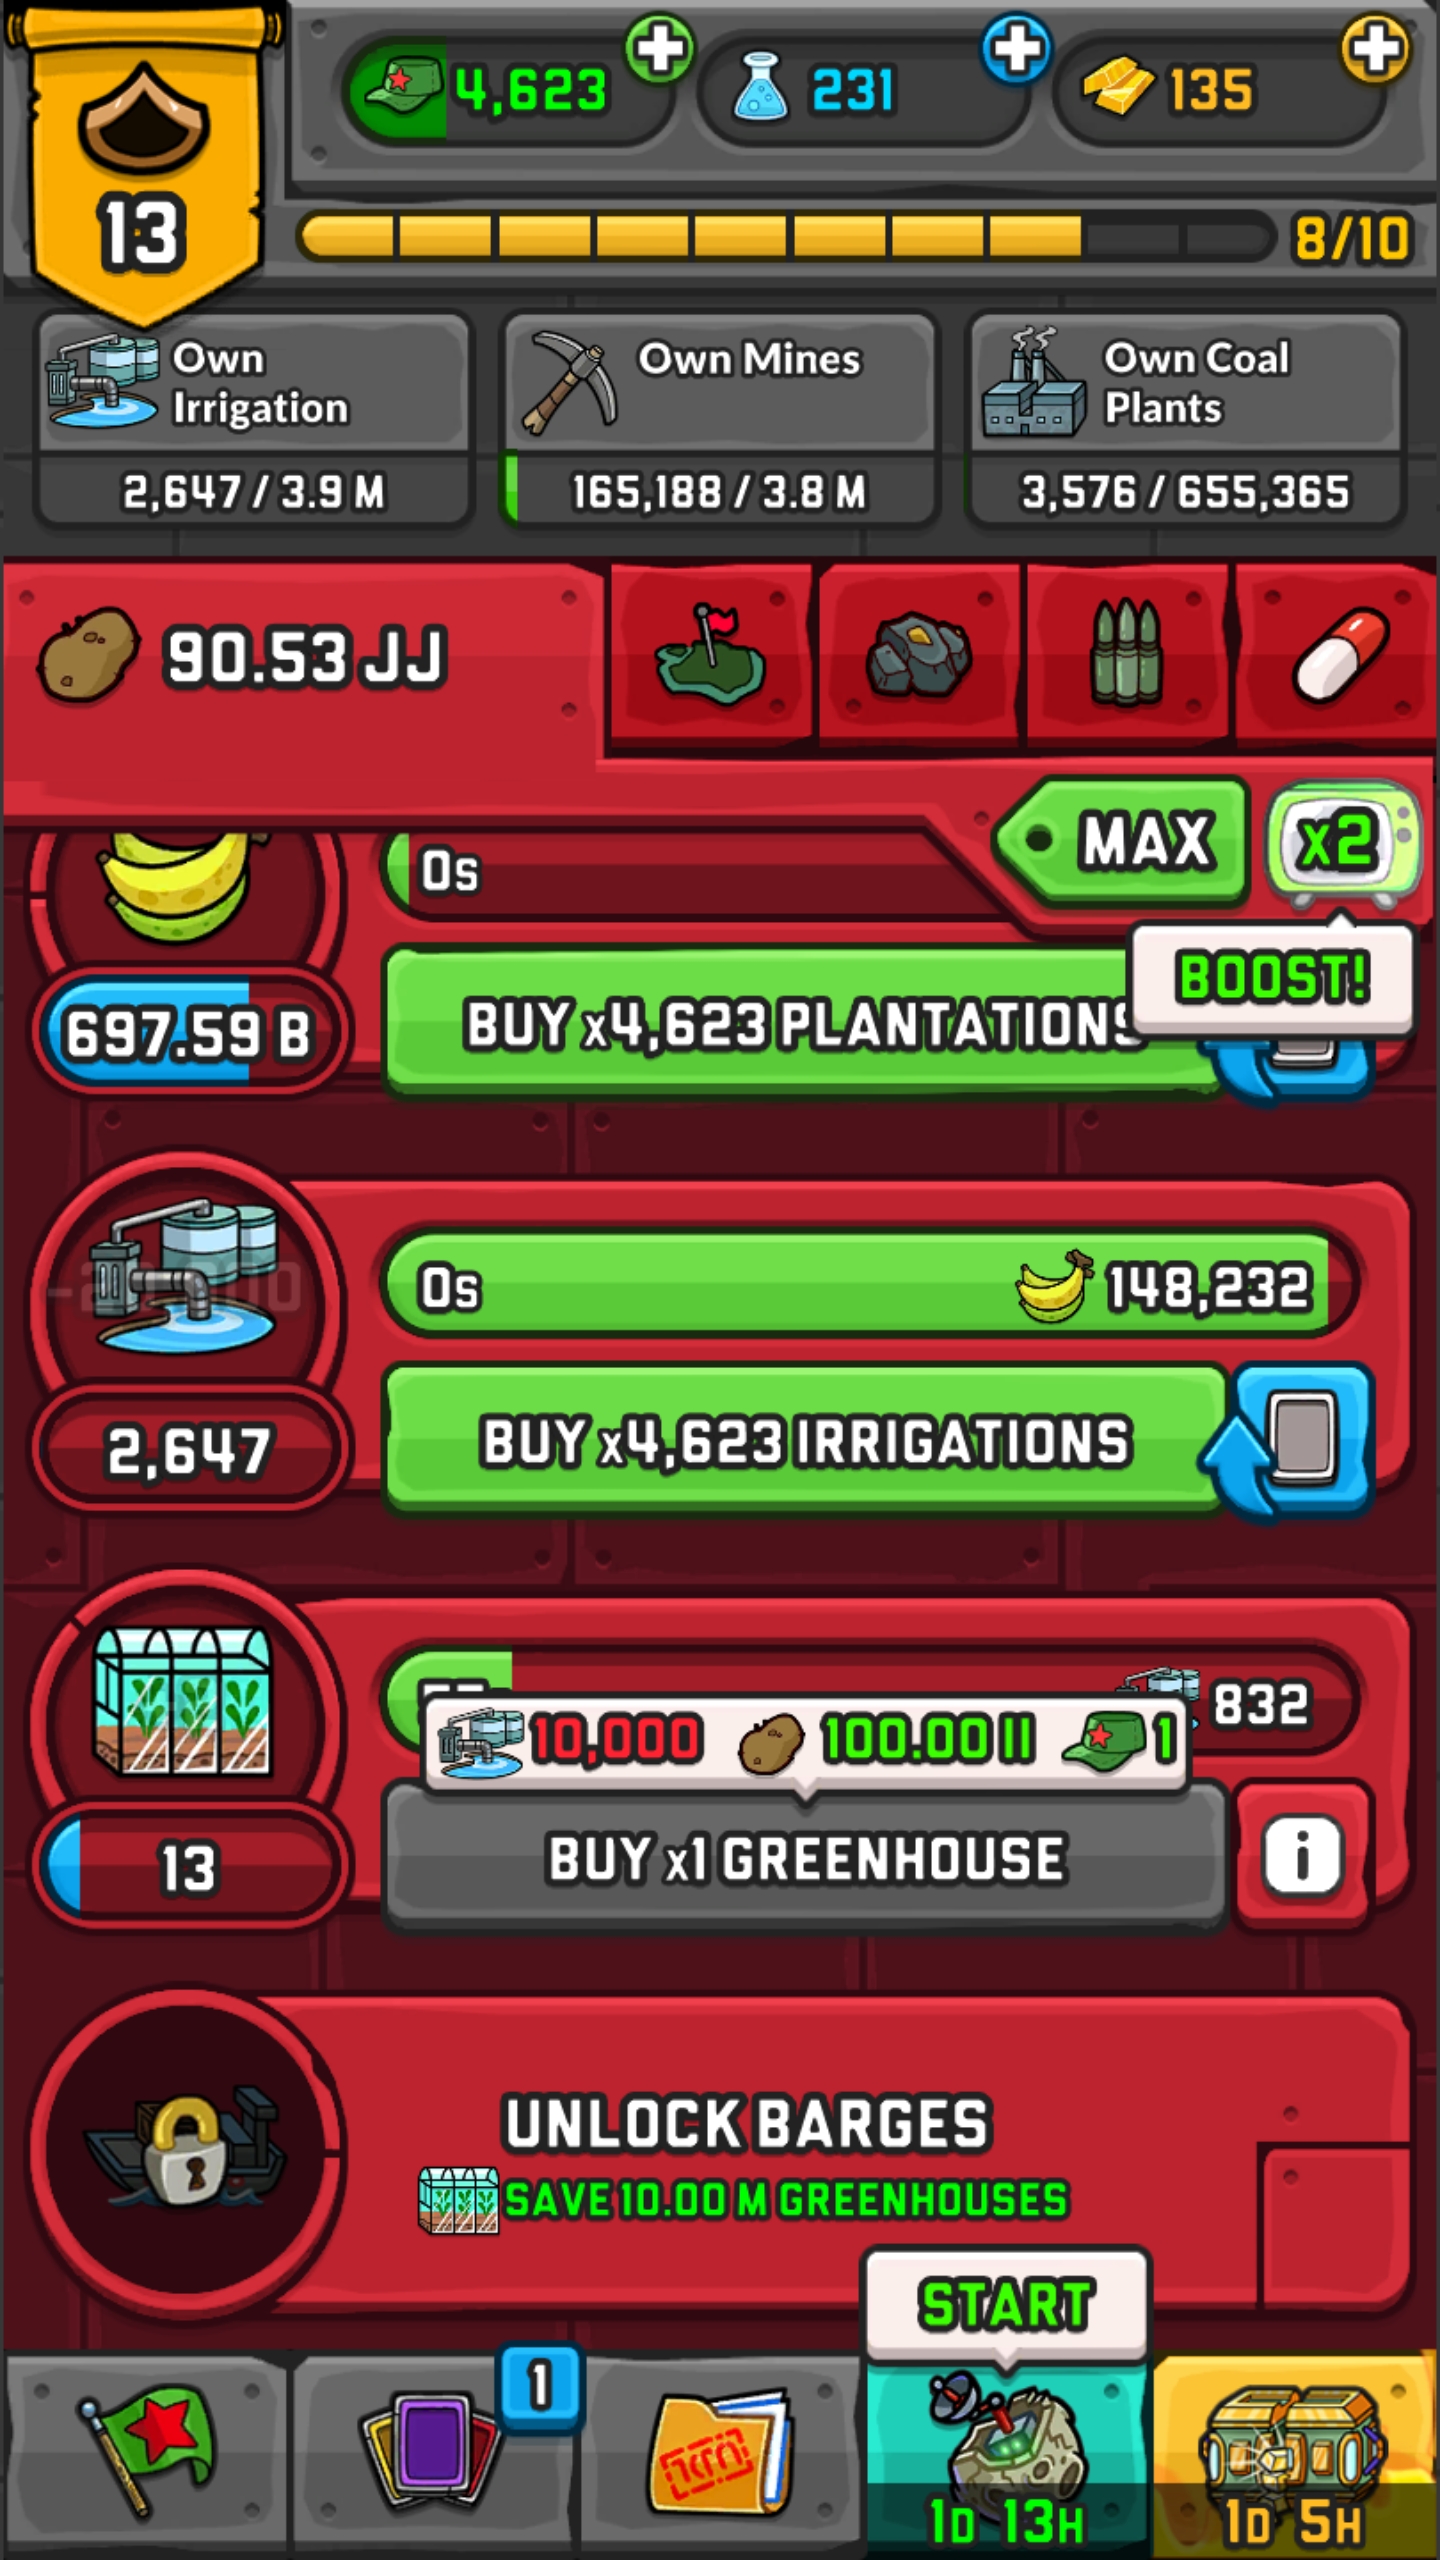 13
4,623
231
135
8/10
Own
Irrigation
2,647 / 3.9 M
Own Mines
165,188 / 3.8 M
Own Coal
Plants
3,576 / 655,365
90.53 JJ
MAX
x2
BOOST!
0s
697.59 B
BUY x4,623 PLANTATIONS
0s
148,232
2,647
BUY x4,623 IRRIGATIONS
832
10,000
100.00 II
1
13
BUY x1 GREENHOUSE
i
UNLOCK BARGES
SAVE 10.00 M GREENHOUSES
START
1
1D 13H
1D 5H